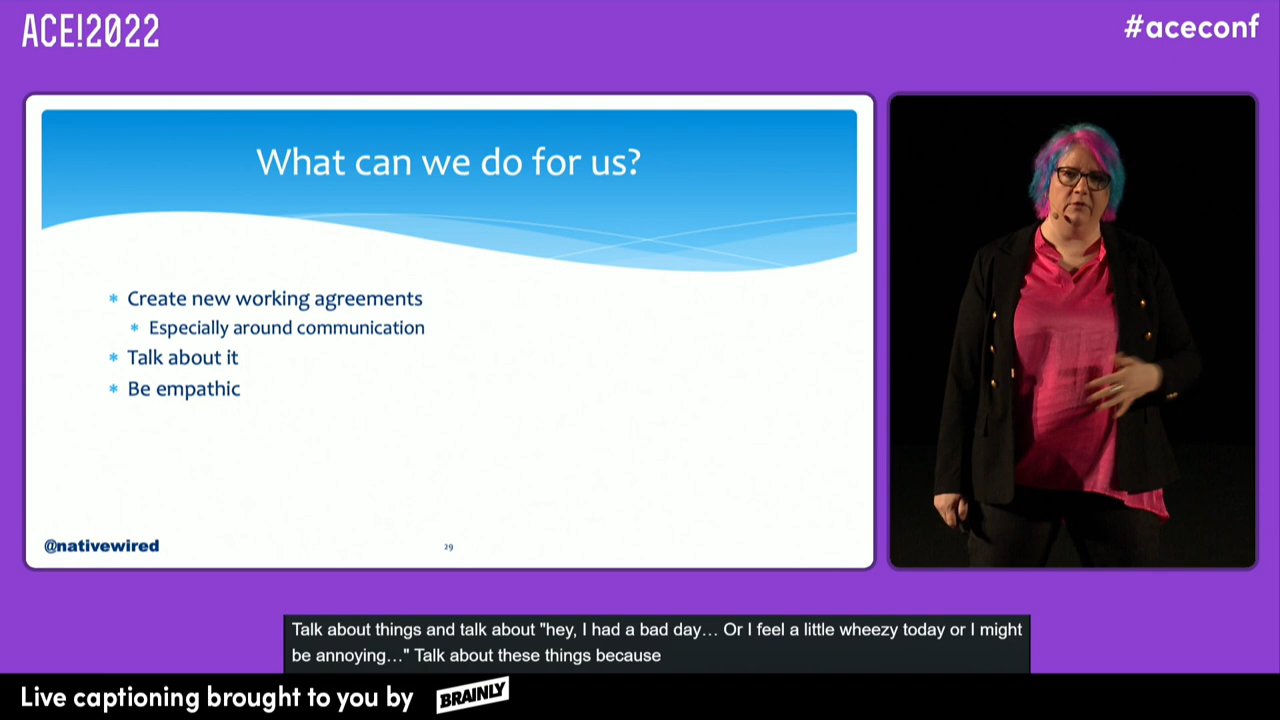 ACE!2022
#aceconf
What can we do for us?
* Create new working agreements
* Especially around communication
* Talk about it
* Be empathic
@nativewired
29
Talk about things and talk about "hey, I had a bad day... Or I feel a little wheezy today or I might
be annoying..." Talk about these things because
Live captioning brought to you by
BRAINLY